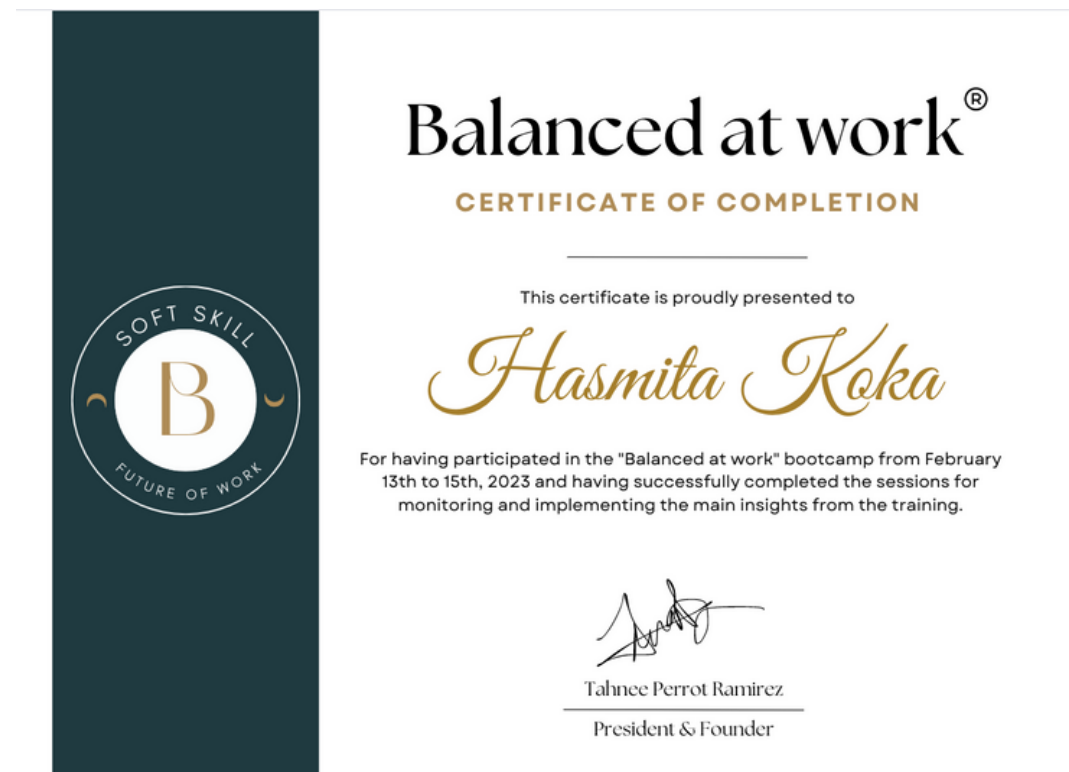 Balanced at work®
CERTIFICATE OF COMPLETION
This certificate is proudly presented to
Hasmita Koka
For having participated in the "Balanced at work" bootcamp from February
13th to 15th, 2023 and having successfully completed the sessions for
monitoring and implementing the main insights from the training.
Tahnee Perrot Ramirez
President & Founder
SOFT SKILL
B
FUTURE OF WORK